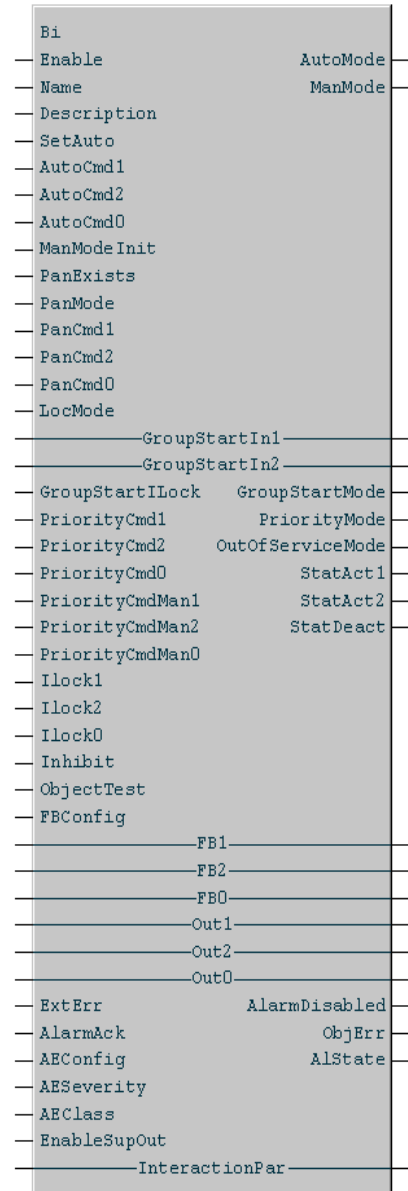 Bi
Enable AutoMode
Name ManMode
Description
SetAuto
AutoCmd1
AutoCmd2
AutoCmd0
ManModeInit
PanExists
PanMode
PanCmd1
PanCmd2
PanCmd0
LocMode
GroupStartIn1
GroupStartIn2
GroupStartILock GroupStartMode
PriorityCmd1 PriorityMode
PriorityCmd2 OutOfServiceMode
PriorityCmd0 StatAct1
PriorityCmdMan1 StatAct2
PriorityCmdMan2 StatDeact
PriorityCmdMan0
Ilock1
Ilock2
Ilock0
Inhibit
ObjectTest
FBConfig
FB1
FB2
FB0
Out1
Out2
Out0
ExtErr AlarmDisabled
AlarmAck ObjErr
AEConfig AlState
AESeverity
AEClass
EnableSupOut
InteractionPar